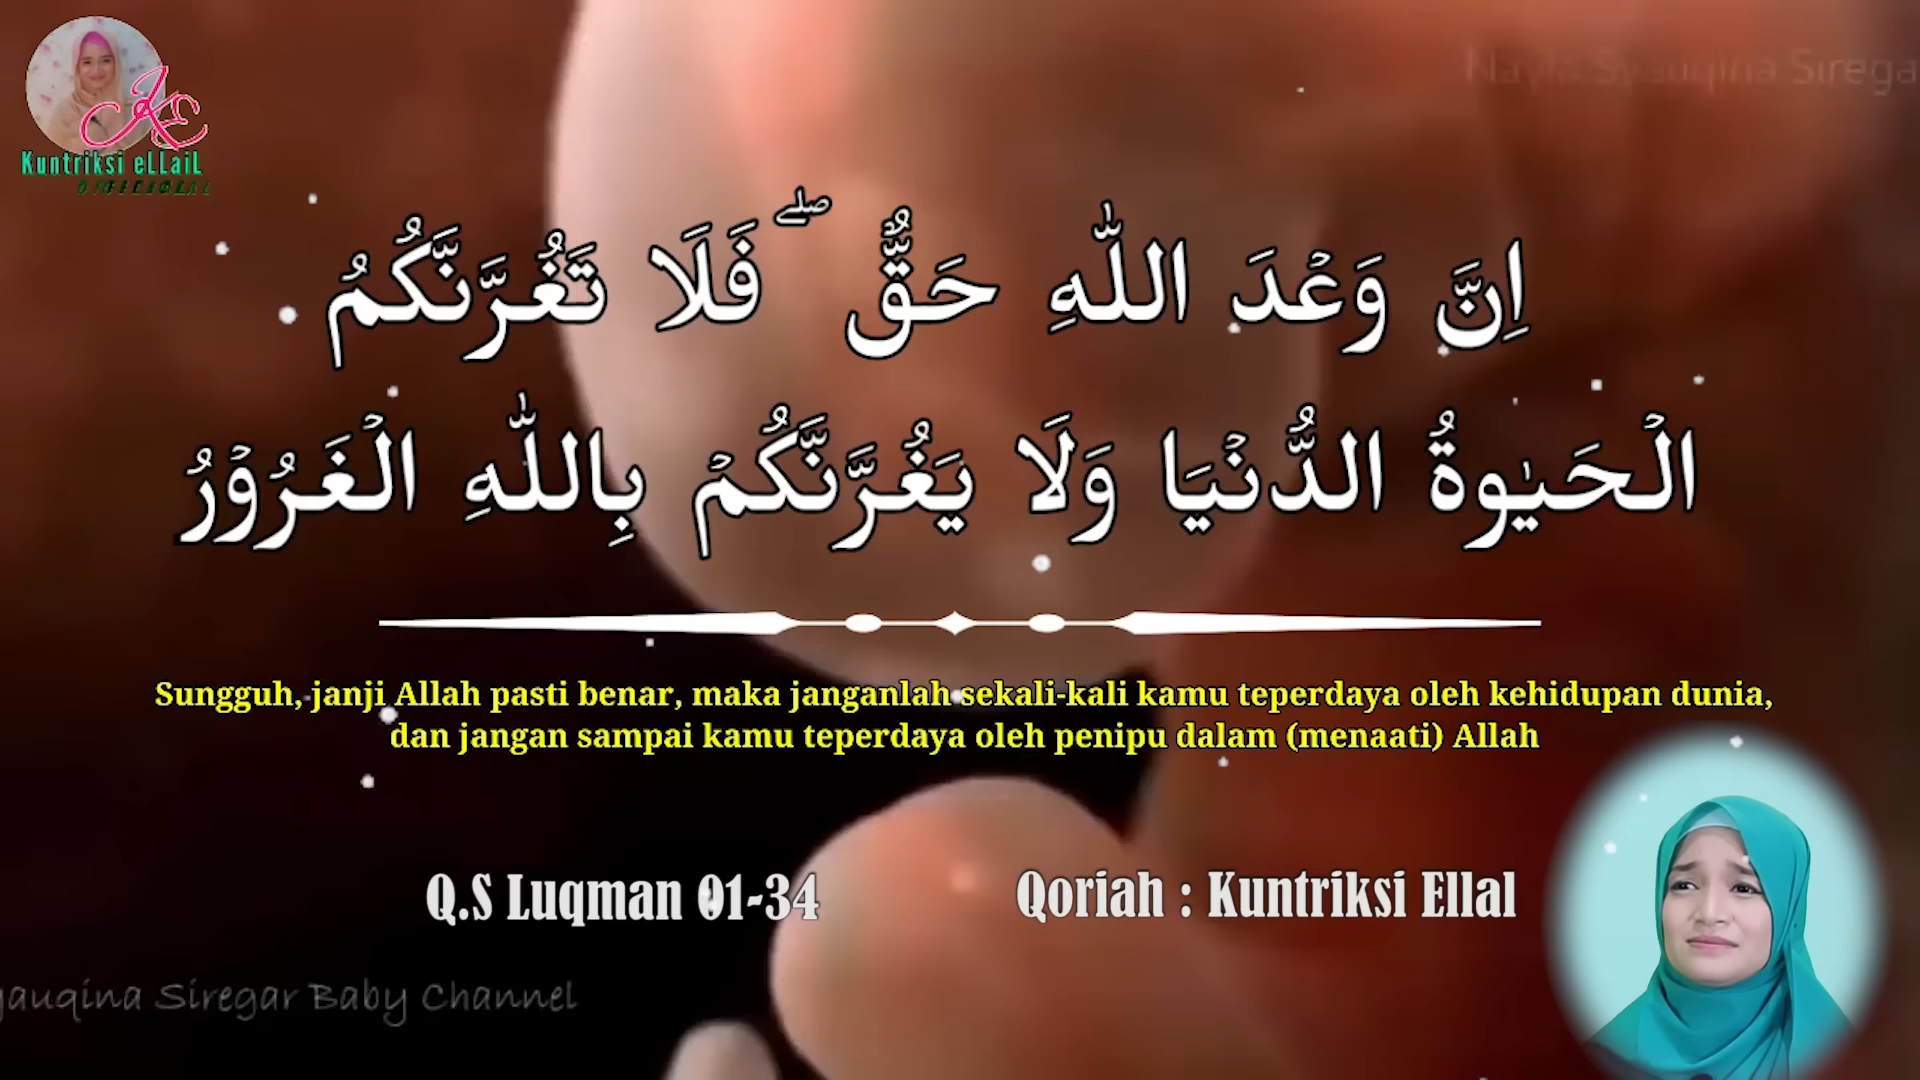 Kuntriksi eLLaiL
OFFICIAL
Siregar
اِنَّ وَعْدَ اللّٰهِ حَقٌّ ۖ فَلَا تَغُرَّنَّكُمُ
الْحَيٰوةُ الدُّنْيَا وَلَا يَغُرَّنَّكُمْ بِاللّٰهِ الْغَرُوْرُ
Sungguh, janji Allah pasti benar, maka janganlah sekali-kali kamu teperdaya oleh kehidupan dunia,
dan jangan sampai kamu teperdaya oleh penipu dalam (menaati) Allah
Q.S Luqman 01-34
Qoriah : Kuntriksi Ellal
Siregar Baby Channel